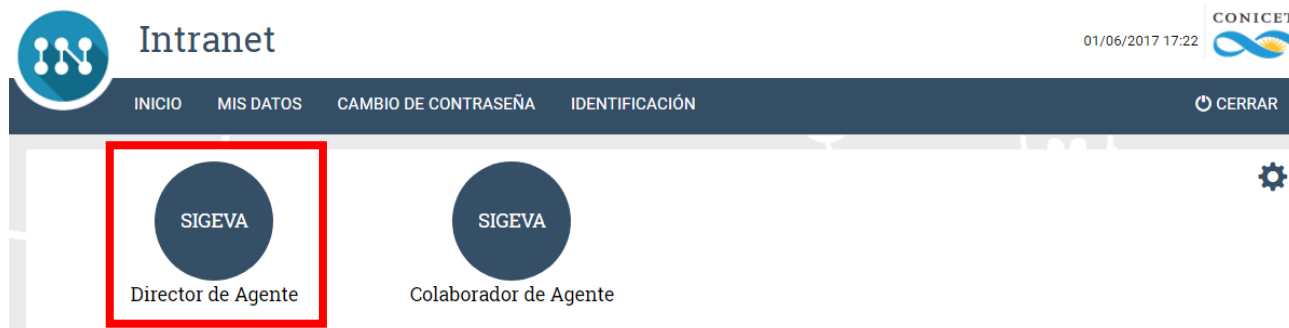 IN
Intranet
01/06/2017 17:22
CONICET
INICIO MIS DATOS CAMBIO DE CONTRASEÑA IDENTIFICACIÓN CERRAR
SIGEVA SIGEVA
Director de Agente Colaborador de Agente